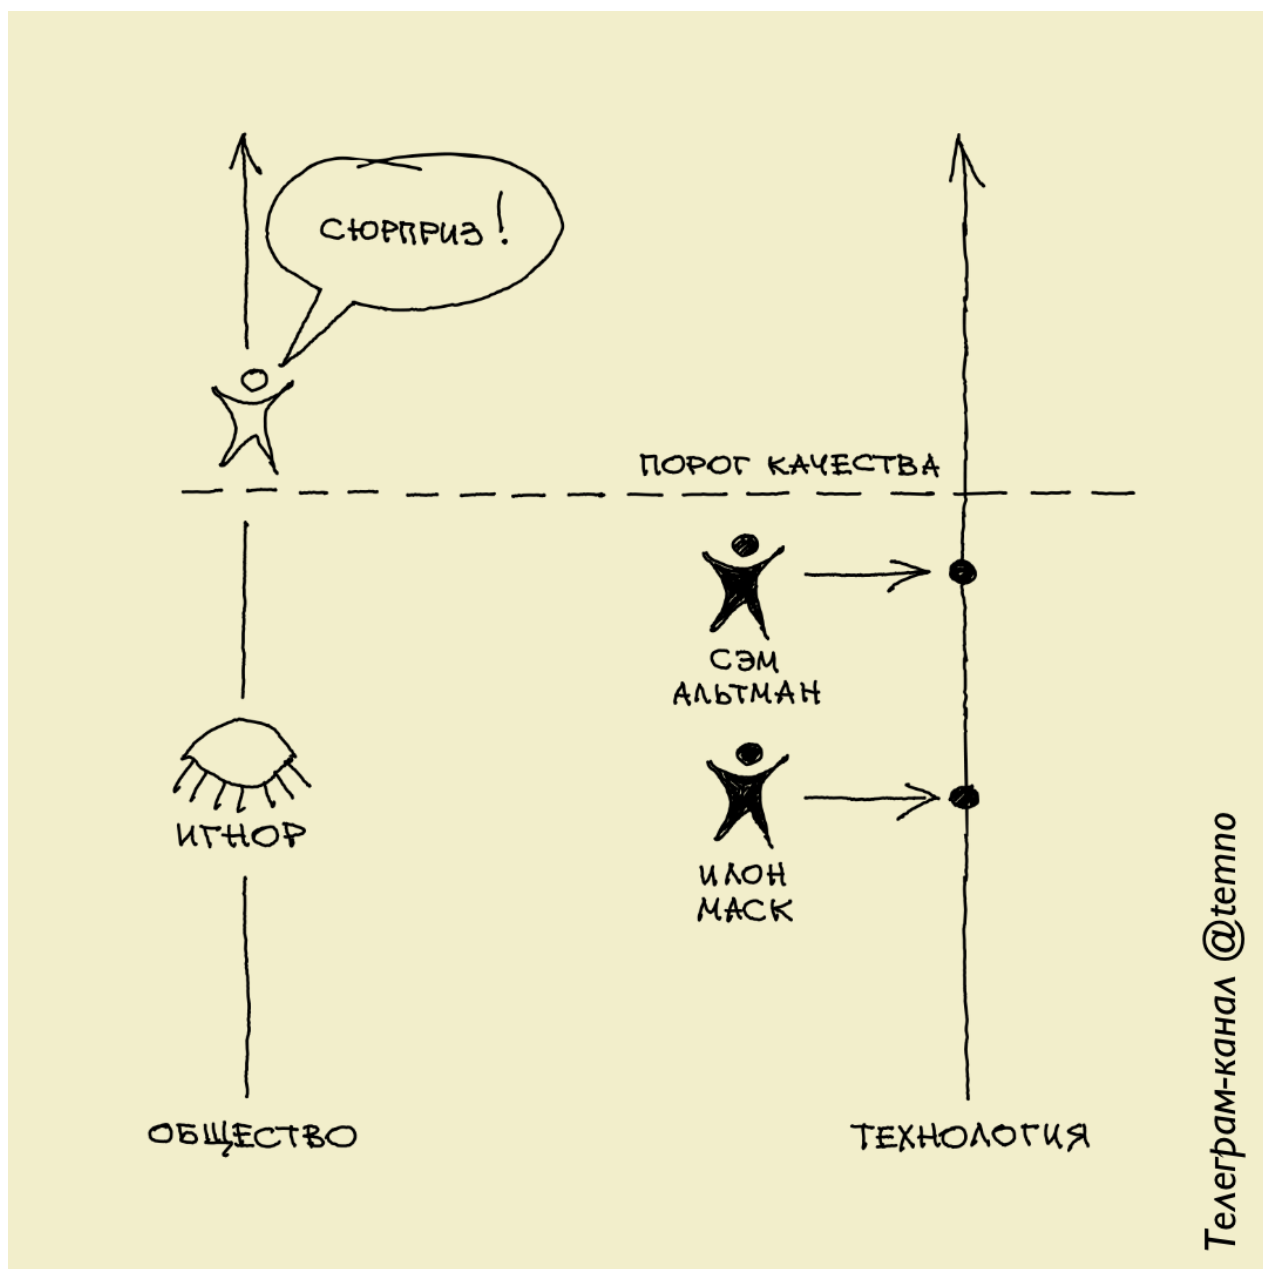 СЮРПРИЗ!
ПОРОГ КАЧЕСТВА
СЭМ
АЛЬТМАН
ИГНОР
ИЛОН
МАСК
ОБЩЕСТВО
ТЕХНОЛОГИЯ
Телеграм-канал @temno